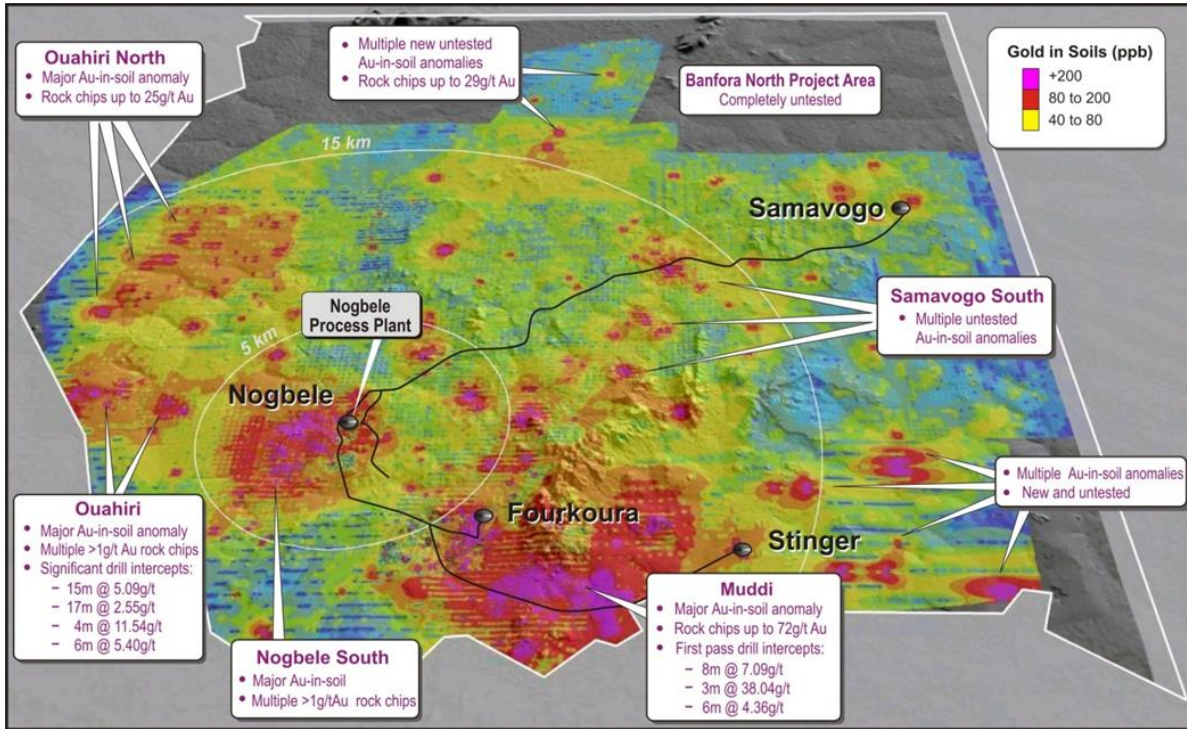 Ouahiri North
• Major Au-in-soil anomaly
• Rock chips up to 25g/t Au
• Multiple new untested
Au-in-soil anomalies
• Rock chips up to 29g/t Au
Banfora North Project Area
Completely untested
Gold in Soils (ppb)
+200
80 to 200
40 to 80
15 km
Samavogo
Samavogo South
• Multiple untested
Au-in-soil anomalies
Nogbele
Process Plant
5 km
Nogbele
• Multiple Au-in-soil anomalies
• New and untested
Ouahiri
• Major Au-in-soil anomaly
• Multiple >1g/t Au rock chips
• Significant drill intercepts:
– 15m @ 5.09g/t
– 17m @ 2.55g/t
– 4m @ 11.54g/t
– 6m @ 5.40g/t
Fourkoura
Stinger
Nogbele South
• Major Au-in-soil
• Multiple >1g/tAu rock chips
Muddi
• Major Au-in-soil anomaly
• Rock chips up to 72g/t Au
• First pass drill intercepts:
– 8m @ 7.09g/t
– 3m @ 38.04g/t
– 6m @ 4.36g/t